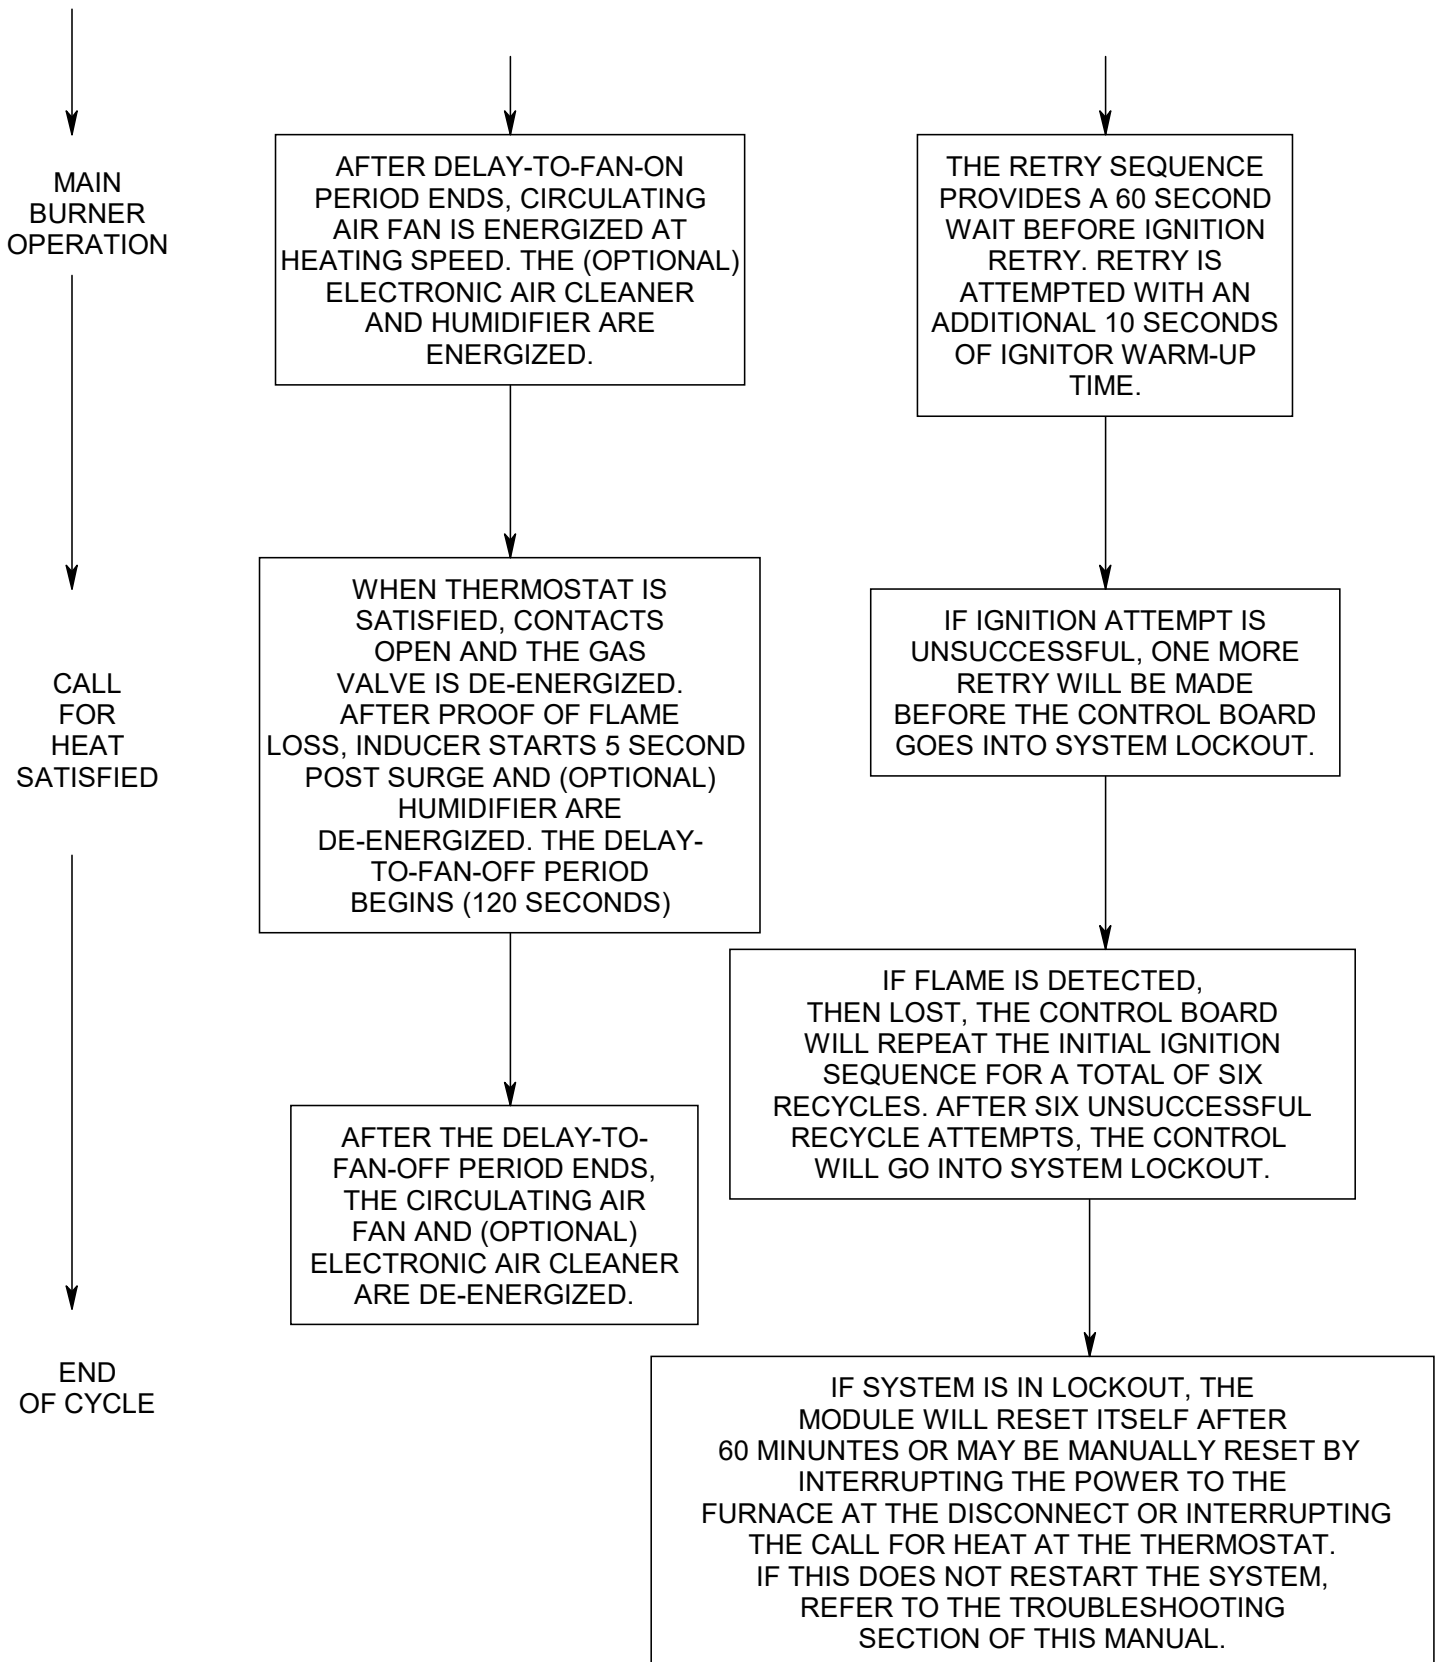 MAIN
BURNER
OPERATION
CALL
FOR
HEAT
SATISFIED
END
OF CYCLE
AFTER DELAY-TO-FAN-ON
PERIOD ENDS, CIRCULATING
AIR FAN IS ENERGIZED AT
HEATING SPEED. THE (OPTIONAL)
ELECTRONIC AIR CLEANER
AND HUMIDIFIER ARE
ENERGIZED.
WHEN THERMOSTAT IS
SATISFIED, CONTACTS
OPEN AND THE GAS
VALVE IS DE-ENERGIZED.
AFTER PROOF OF FLAME
LOSS, INDUCER STARTS 5 SECOND
POST SURGE AND (OPTIONAL)
HUMIDIFIER ARE
DE-ENERGIZED. THE DELAY-
TO-FAN-OFF PERIOD
BEGINS (120 SECONDS)
AFTER THE DELAY-TO-
FAN-OFF PERIOD ENDS,
THE CIRCULATING AIR
FAN AND (OPTIONAL)
ELECTRONIC AIR CLEANER
ARE DE-ENERGIZED.
THE RETRY SEQUENCE
PROVIDES A 60 SECOND
WAIT BEFORE IGNITION
RETRY. RETRY IS
ATTEMPTED WITH AN
ADDITIONAL 10 SECONDS
OF IGNITOR WARM-UP
TIME.
IF IGNITION ATTEMPT IS
UNSUCCESSFUL, ONE MORE
RETRY WILL BE MADE
BEFORE THE CONTROL BOARD
GOES INTO SYSTEM LOCKOUT.
IF FLAME IS DETECTED,
THEN LOST, THE CONTROL BOARD
WILL REPEAT THE INITIAL IGNITION
SEQUENCE FOR A TOTAL OF SIX
RECYCLES. AFTER SIX UNSUCCESSFUL
RECYCLE ATTEMPTS, THE CONTROL
WILL GO INTO SYSTEM LOCKOUT.
IF SYSTEM IS IN LOCKOUT, THE
MODULE WILL RESET ITSELF AFTER
60 MINUNTES OR MAY BE MANUALLY RESET BY
INTERRUPTING THE POWER TO THE
FURNACE AT THE DISCONNECT OR INTERRUPTING
THE CALL FOR HEAT AT THE THERMOSTAT.
IF THIS DOES NOT RESTART THE SYSTEM,
REFER TO THE TROUBLESHOOTING
SECTION OF THIS MANUAL.